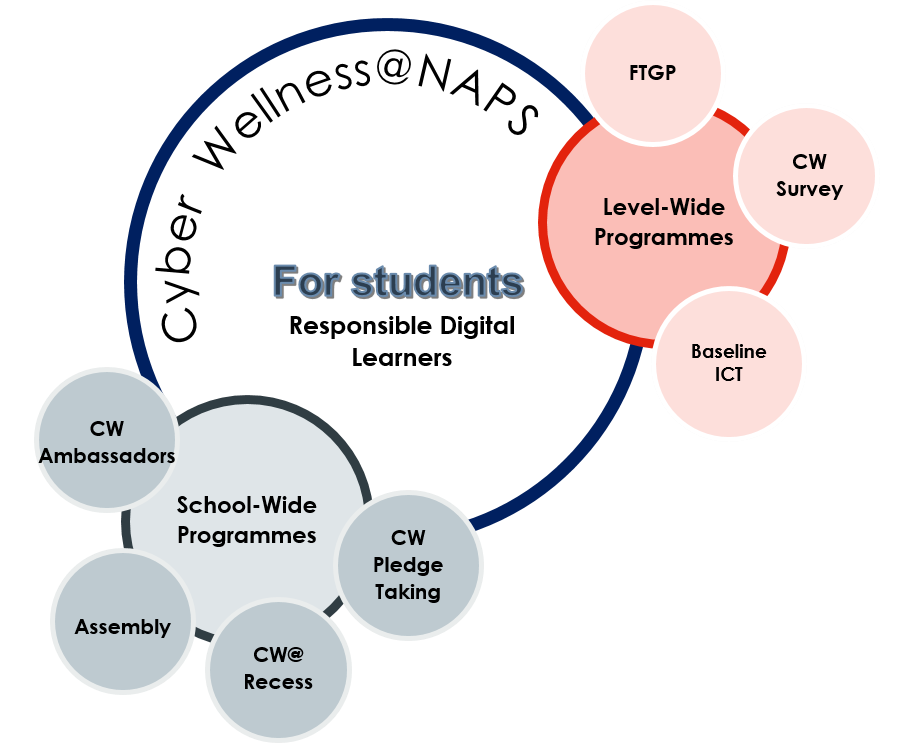 Cyber Wellness@NAPS
For students
Responsible Digital
Learners
FTGP
CW
Survey
Level-Wide
Programmes
Baseline
ICT
CW
Ambassadors
School-Wide
Programmes
CW
Pledge
Taking
Assembly
CW@
Recess